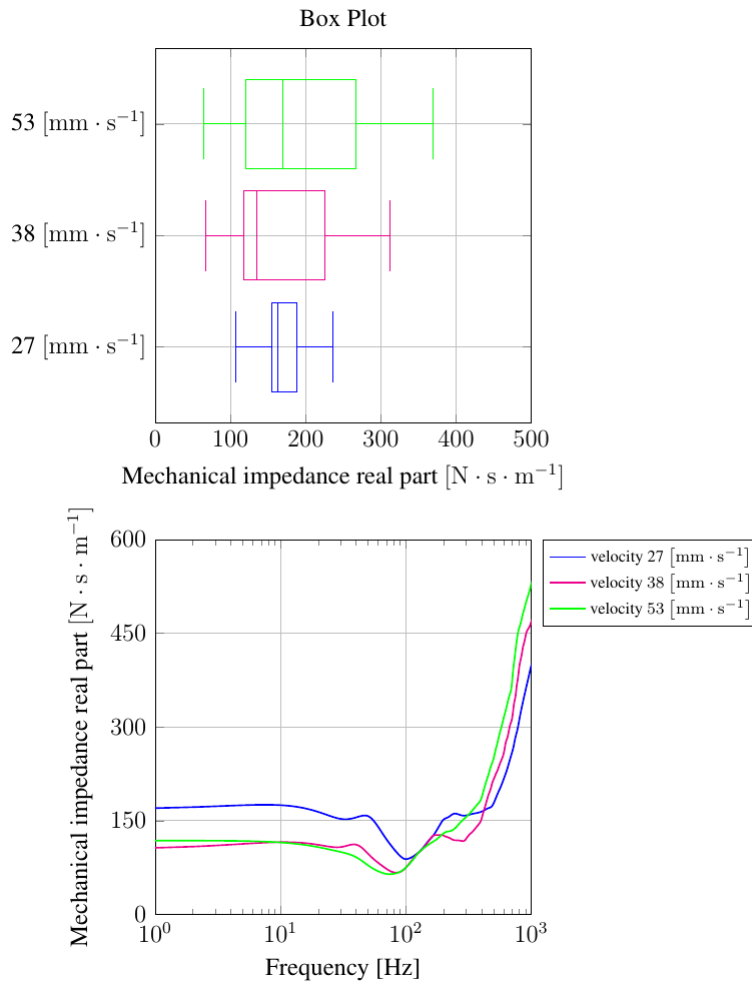 Box Plot
53 [mm · s⁻¹]
38 [mm · s⁻¹]
27 [mm · s⁻¹]
0 100 200 300 400 500
Mechanical impedance real part [N · s · m⁻¹]
Mechanical impedance real part [N · s · m⁻¹]
600
450
300
150
0
10⁰ 10¹ 10² 10³
Frequency [Hz]
velocity 27 [mm · s⁻¹]
velocity 38 [mm · s⁻¹]
velocity 53 [mm · s⁻¹]